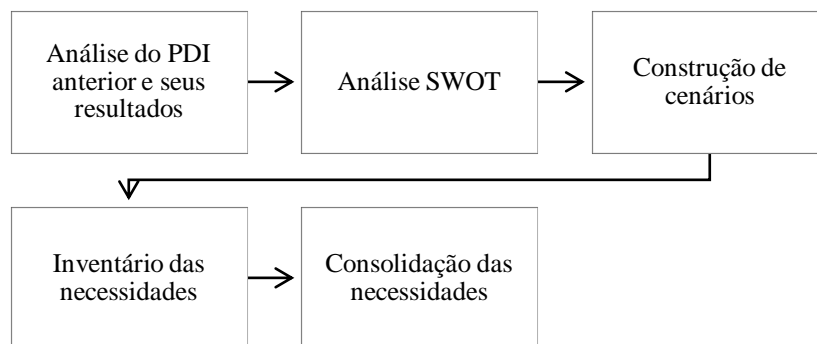 Análise do PDI
anterior e seus
resultados
Análise SWOT
Construção de
cenários
Inventário das
necessidades
Consolidação das
necessidades